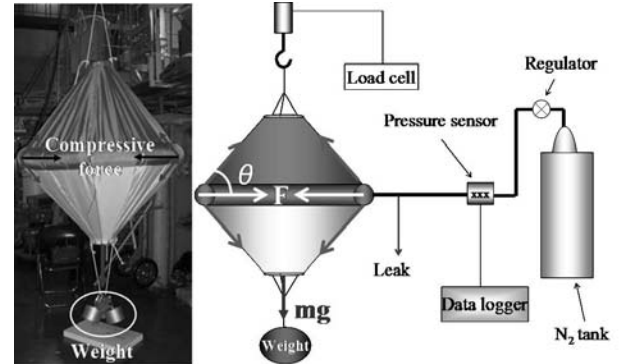 Compressive
force
Weight
Load cell
Regulator
Pressure sensor
xxx
θ
F
Leak
mg
Data logger
Weight
N₂ tank